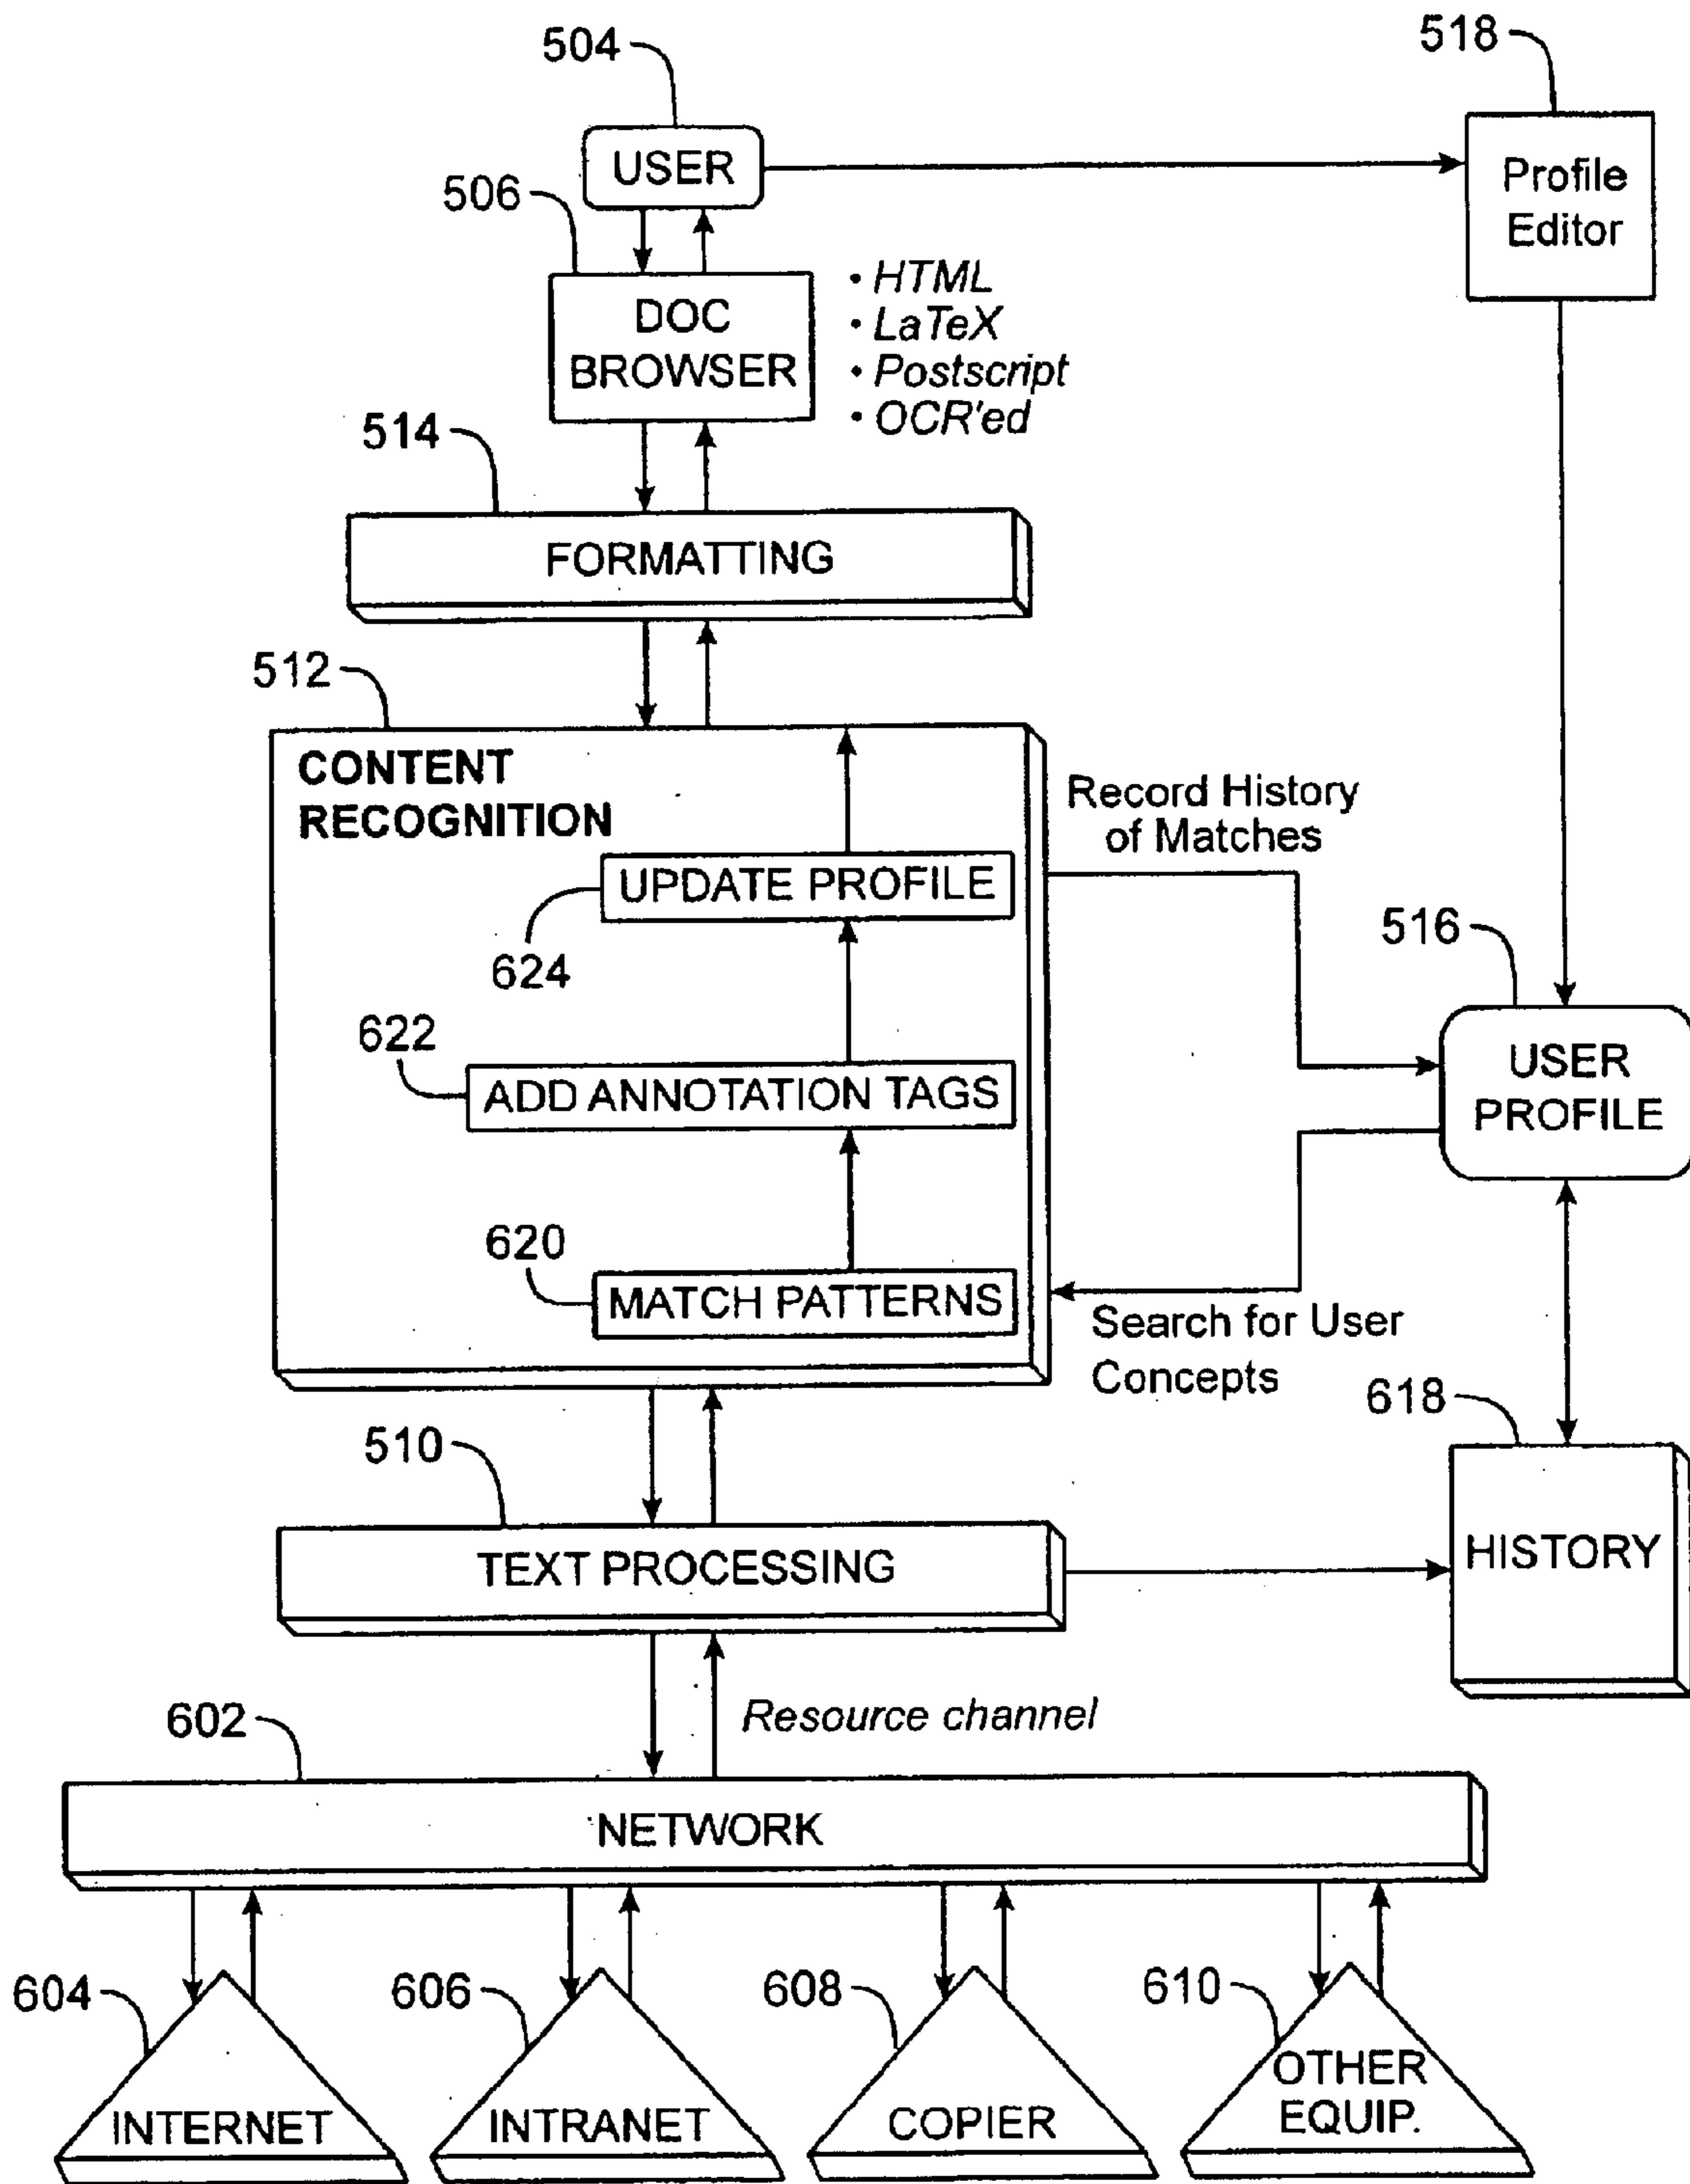 504
518
USER
Profile
Editor
506
DOC
BROWSER
• HTML
• LaTeX
• Postscript
• OCR'ed
514
FORMATTING
512
CONTENT
RECOGNITION
Record History
of Matches
UPDATE PROFILE
624
516
622
ADD ANNOTATION TAGS
USER
PROFILE
620
MATCH PATTERNS
Search for User
Concepts
618
510
TEXT PROCESSING
HISTORY
602
Resource channel
NETWORK
604
606
608
610
INTERNET
INTRANET
COPIER
OTHER
EQUIP.